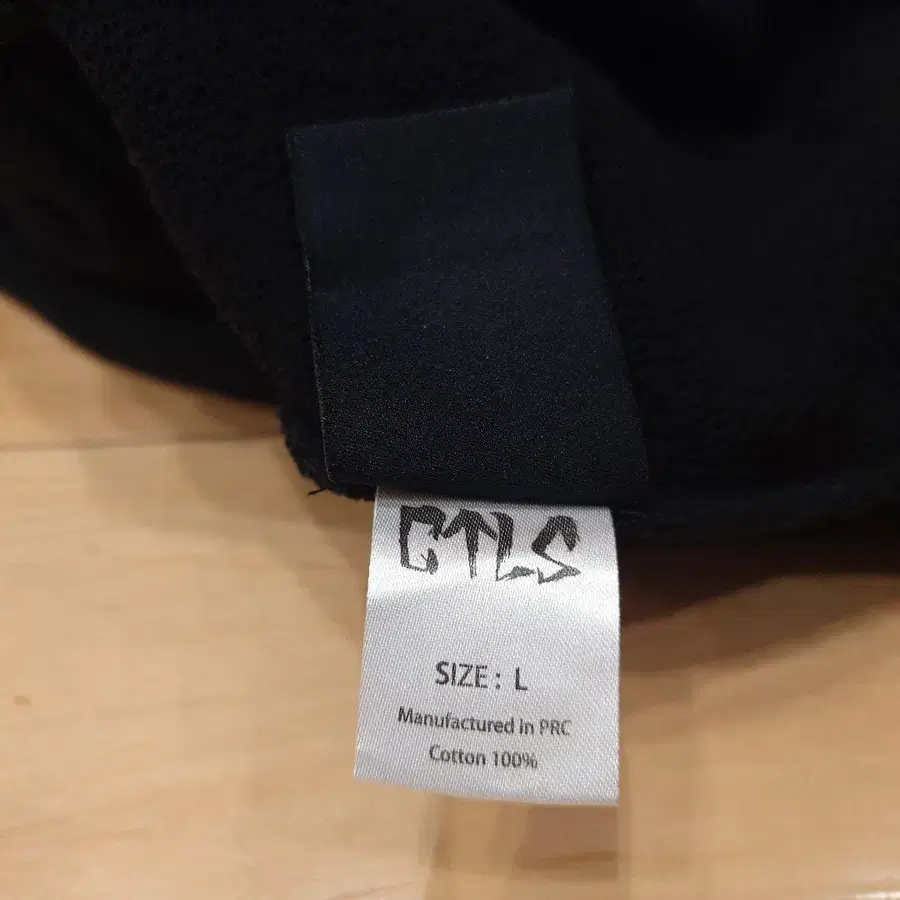 CTLS
SIZE : L
Manufactured in PRC
Cotton 100%